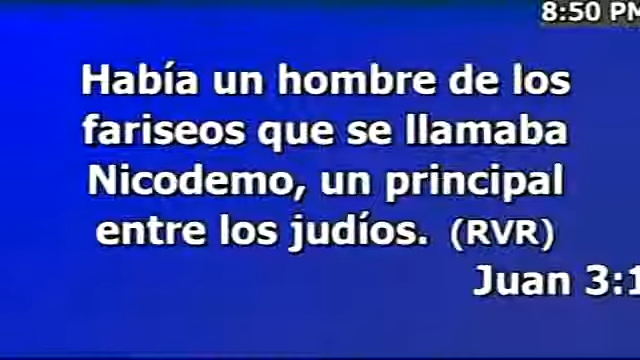 8:50 PM
Había un hombre de los
fariseos que se llamaba
Nicodemo, un principal
entre los judíos. (RVR)
Juan 3:1